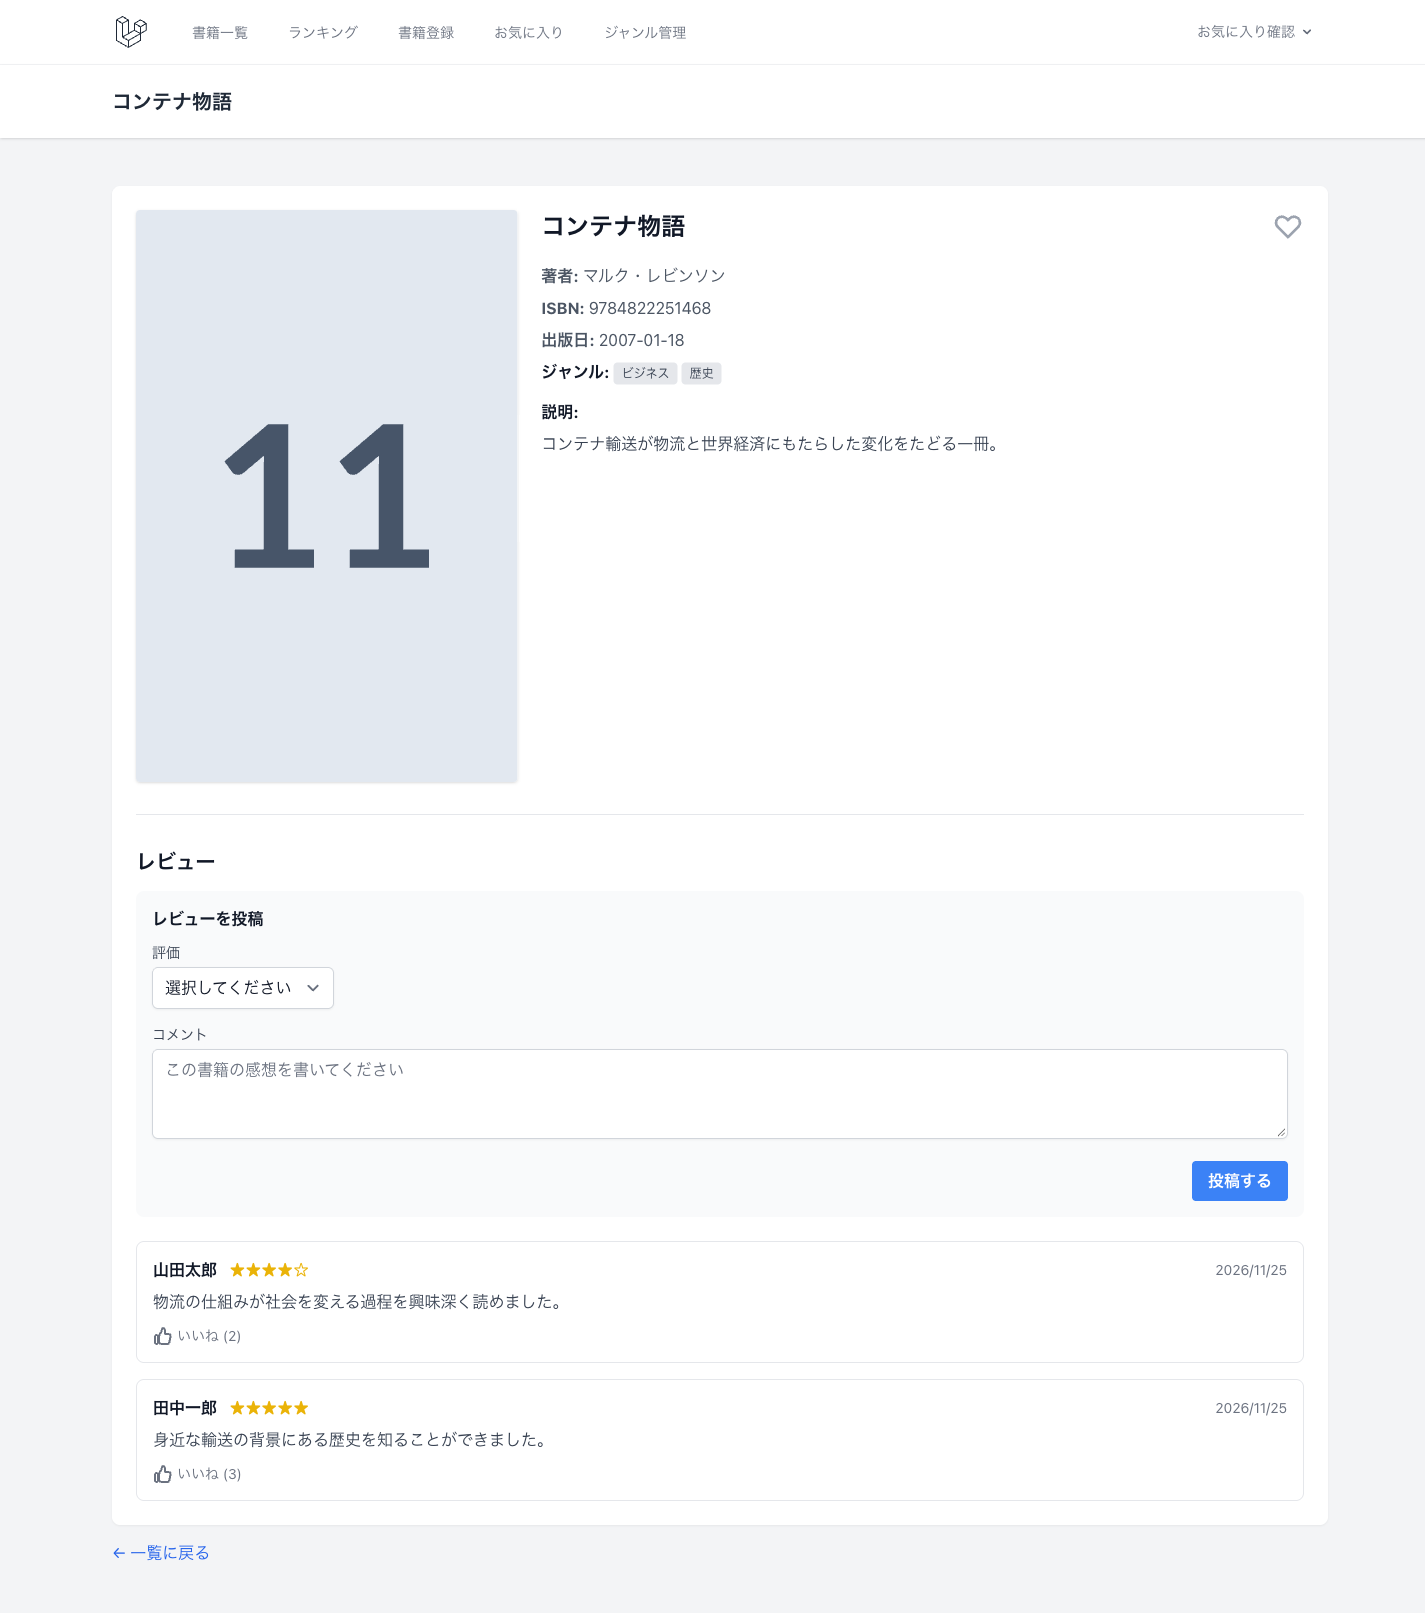 書籍一覧 ランキング 書籍登録 お気に入り ジャンル管理 お気に入り確認
コンテナ物語
11
コンテナ物語
著者: マルク・レビンソン
ISBN: 9784822251468
出版日: 2007-01-18
ジャンル: ビジネス 歴史
説明:
コンテナ輸送が物流と世界経済にもたらした変化をたどる一冊。
レビュー
レビューを投稿
評価
選択してください
コメント
この書籍の感想を書いてください
投稿する
山田太郎 ★★★★☆ 2026/11/25
物流の仕組みが社会を変える過程を興味深く読めました。
いいね (2)
田中一郎 ★★★★★ 2026/11/25
身近な輸送の背景にある歴史を知ることができました。
いいね (3)
← 一覧に戻る